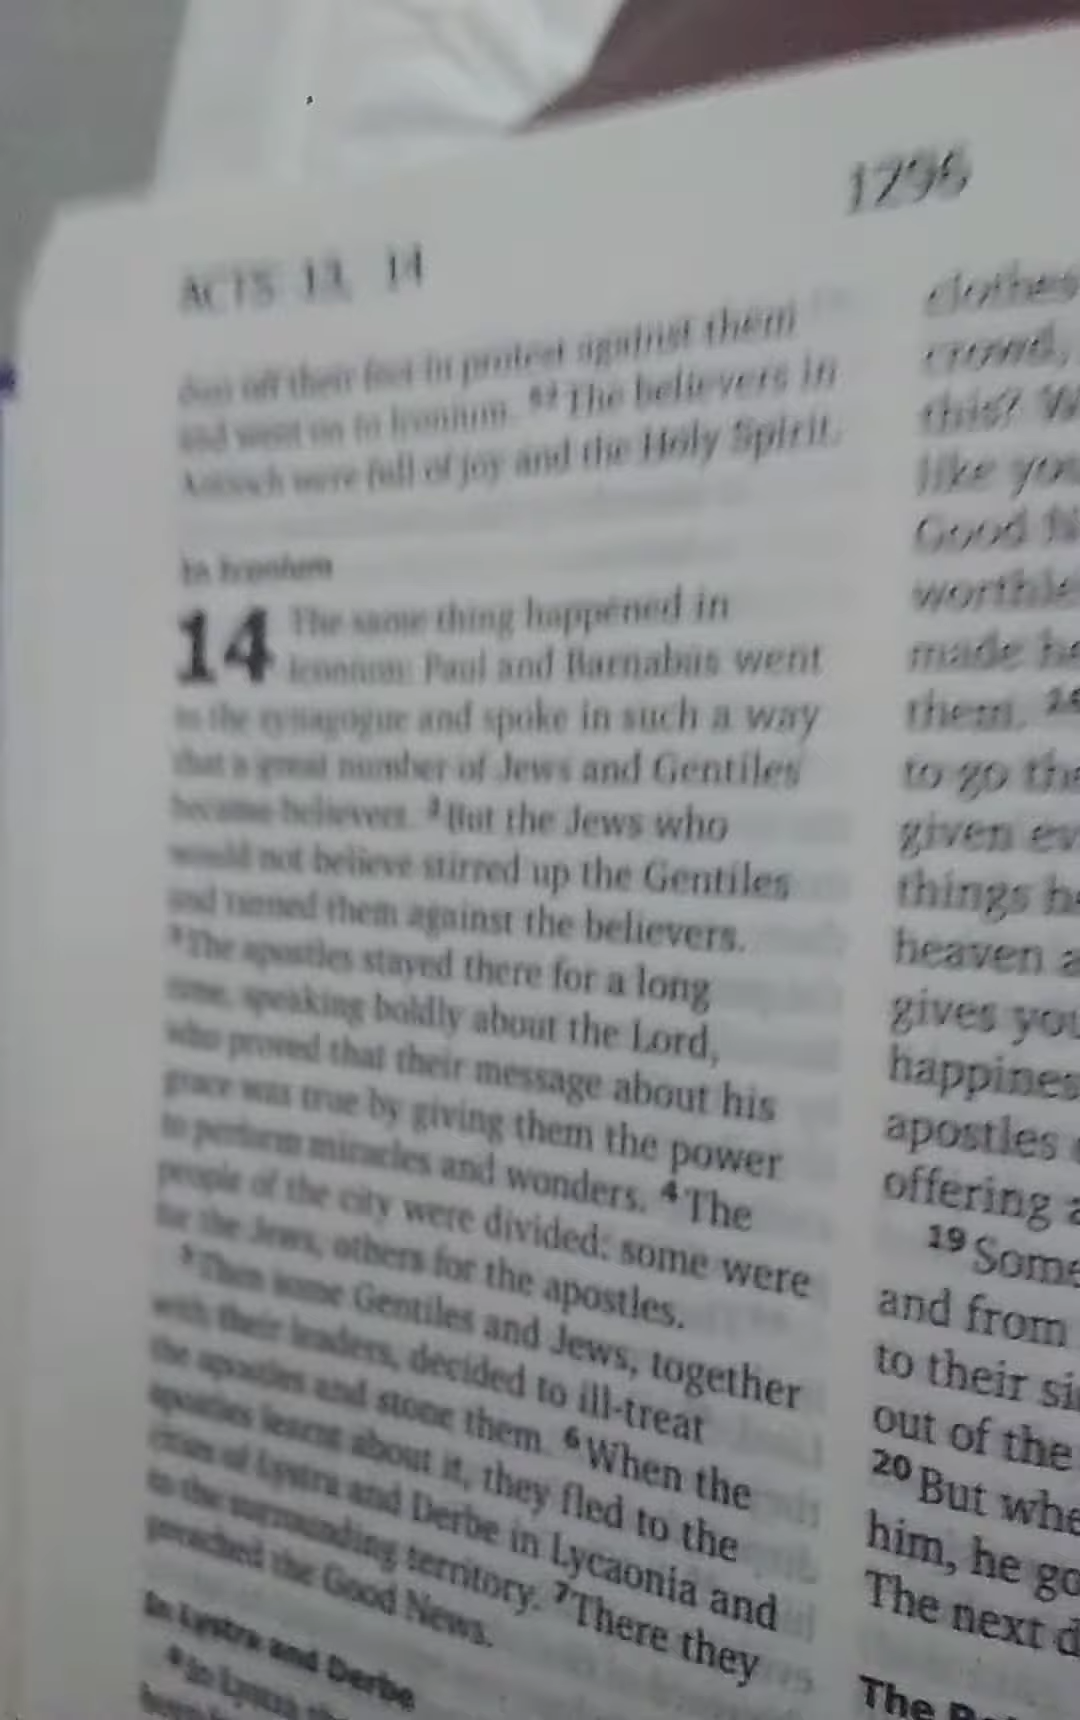 1296
ACTS 13, 14
dust off their feet in protest against them
and went on to Iconium. 52 The believers in
Antioch were full of joy and the Holy Spirit.
In Iconium
14 The same thing happened in
Iconium: Paul and Barnabas went
to the synagogue and spoke in such a way
that a great number of Jews and Gentiles
became believers. 2 But the Jews who
would not believe stirred up the Gentiles
and turned them against the believers.
3 The apostles stayed there for a long
time, speaking boldly about the Lord,
who proved that their message about his
grace was true by giving them the power
to perform miracles and wonders. 4 The
people of the city were divided: some were
for the Jews, others for the apostles.
5 Then some Gentiles and Jews, together
with their leaders, decided to ill-treat
the apostles and stone them. 6 When the
apostles learnt about it, they fled to the
cities of Lystra and Derbe in Lycaonia and
to the surrounding territory. 7 There they
preached the Good News.
In Lystra and Derbe
8 In Lystra
clothes
crowd,
this? W
like you
Good
worthle
made he
them.
to go the
given ev
things he
heaven a
gives you
happines
apostles
offering a
19 Some
and from
to their si
out of the
20 But whe
him, he go
The next d
The